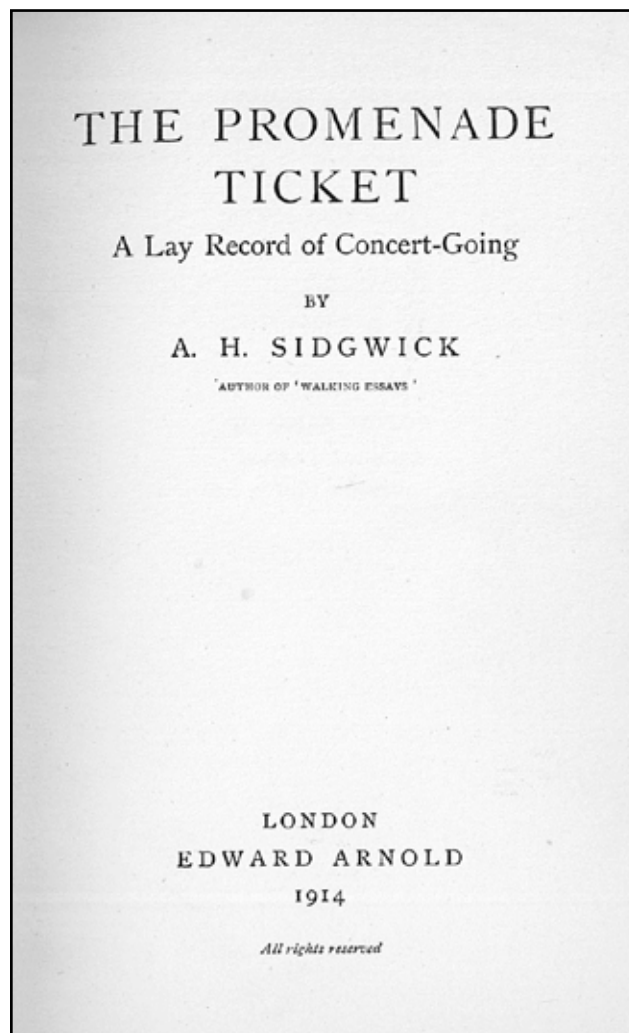 THE PROMENADE
TICKET
A Lay Record of Concert-Going
BY
A. H. SIDGWICK
AUTHOR OF 'WALKING ESSAYS'
LONDON
EDWARD ARNOLD
1914
All rights reserved